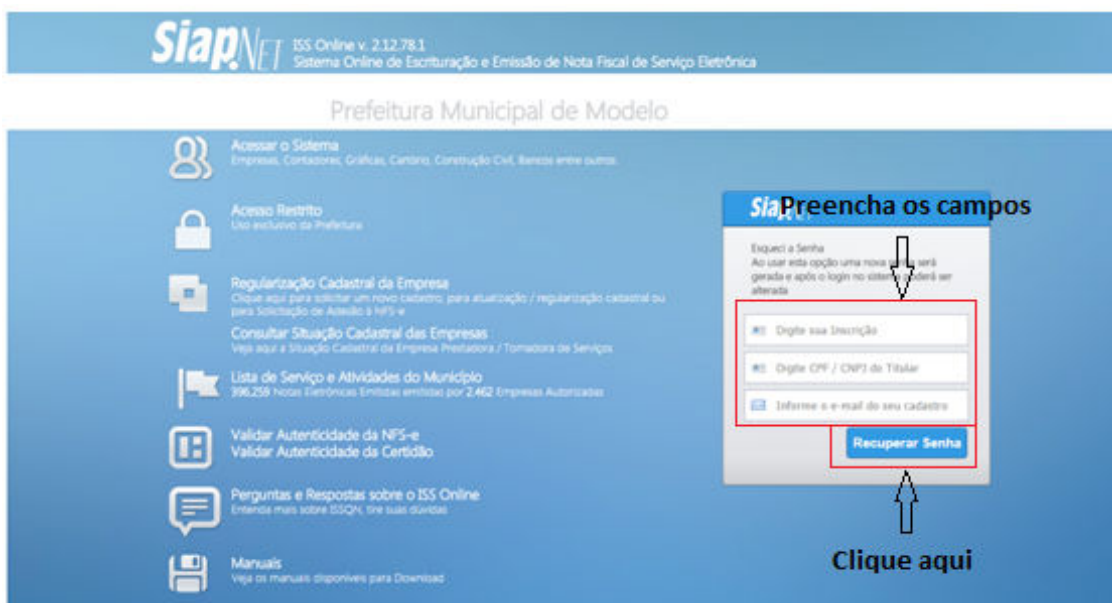 SiapNET ISS Online v. 2.12.78.1
Sistema Online de Escrituração e Emissão de Nota Fiscal de Serviço Eletrônica
Prefeitura Municipal de Modelo
Acessar o Sistema
Empresas, Contadores, Gráficas, Cartório, Construção Civil, Bancos entre outros.
Acesso Restrito
Uso exclusivo da Prefeitura
Regularização Cadastral da Empresa
Clique aqui para solicitar um novo cadastro, para atualização / regularização cadastral ou
para Solicitação de Adesão à NFS-e
Consultar Situação Cadastral das Empresas
Veja aqui a Situação Cadastral da Empresa Prestadora / Tomadora de Serviços
Lista de Serviço e Atividades do Município
396,259 Notas Eletrônicas Emitidas emitidas por 2,462 Empresas Autorizadas
Validar Autenticidade da NFS-e
Validar Autenticidade da Certidão
Perguntas e Respostas sobre o ISS Online
Entenda mais sobre ISSQN, tire suas dúvidas
Manuais
Veja os manuais disponíveis para Download
Preencha os campos
Esqueci a Senha
Ao usar esta opção uma nova senha será
gerada e após o login no sistema poderá ser
alterada
Digite sua Inscrição
Digite CPF / CNPJ do Titular
Informe o e-mail do seu cadastro
Recuperar Senha
Clique aqui